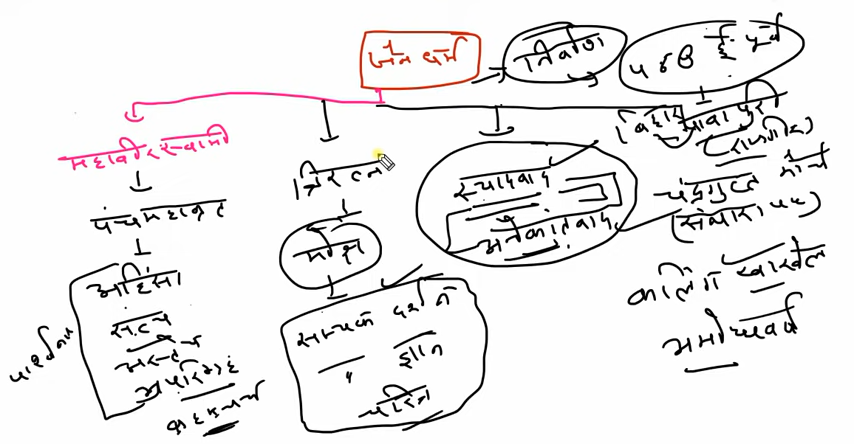 जैन धर्म
निर्वाण
468 ई पूर्व
बिहार पावापुरी
(राजगीर)
महावीर स्वामी
पंचमहाव्रत
अहिंसा
सत्य
अस्तेय
अपरिग्रह
ब्रह्मचर्य
पार्श्वनाथ
त्रिरत्न
मोक्ष
सम्यक दर्शन
" ज्ञान
चरित्र
स्यादवाद
अनेकांतवाद
चंद्रगुप्त मौर्य
(संथारा
कलिंग खारवेल
अमोघवर्ष